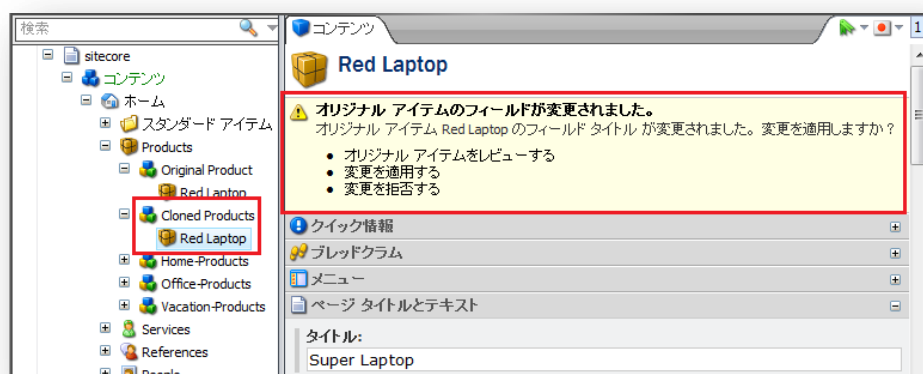 検索
sitecore
コンテンツ
ホーム
スタンダード アイテム
Products
Original Product
Red Laptop
Cloned Products
Red Laptop
Home-Products
Office-Products
Vacation-Products
Services
References
People
コンテンツ
1
Red Laptop
オリジナル アイテムのフィールドが変更されました。
オリジナル アイテム Red Laptop のフィールド タイトル が変更されました。変更を適用しますか?
• オリジナル アイテムをレビューする
• 変更を適用する
• 変更を拒否する
クイック情報
ブレッドクラム
メニュー
ページ タイトルとテキスト
タイトル:
Super Laptop